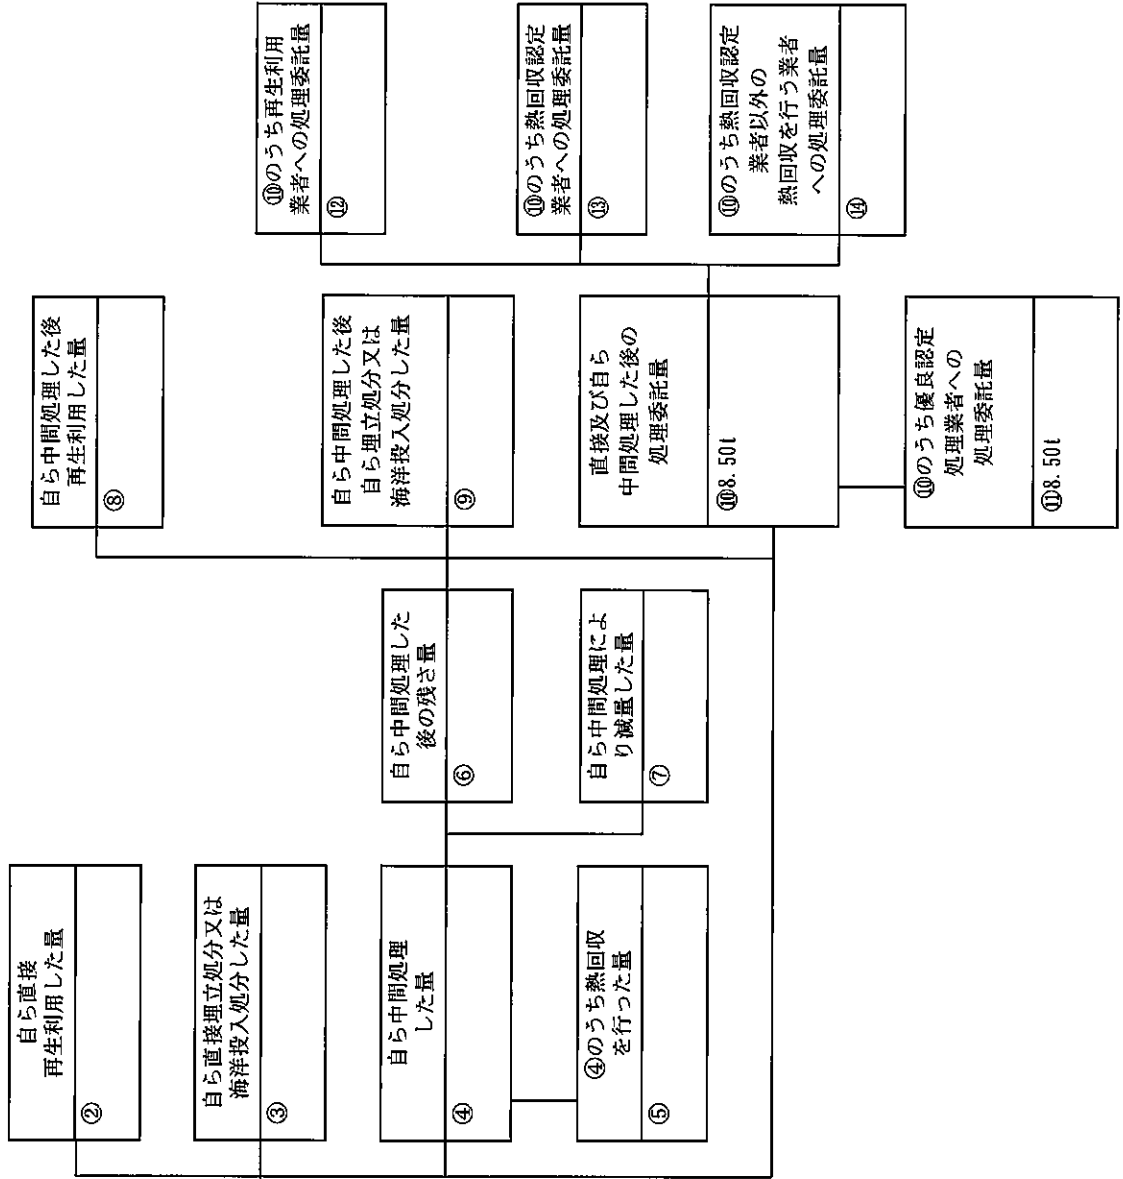 自ら直接
再生利用した量
②
自ら直接埋立処分又は
海洋投入処分した量
③
自ら中間処理
した量
④
④のうち熱回収
を行った量
⑤
自ら中間処理した
後の残さ量
⑥
自ら中間処理によ
り減量した量
⑦
自ら中間処理した後
再生利用した量
⑧
自ら中間処理した後
自ら埋立処分又は
海洋投入処分した量
⑨
直接及び自ら
中間処理した後の
処理委託量
⑩8.50t
⑩のうち優良認定
処理業者への
処理委託量
⑪8.50t
⑩のうち再生利用
業者への処理委託量
⑫
⑩のうち熱回収認定
業者への処理委託量
⑬
⑩のうち熱回収認定
業者以外の
熱回収を行う業者
への処理委託量
⑭